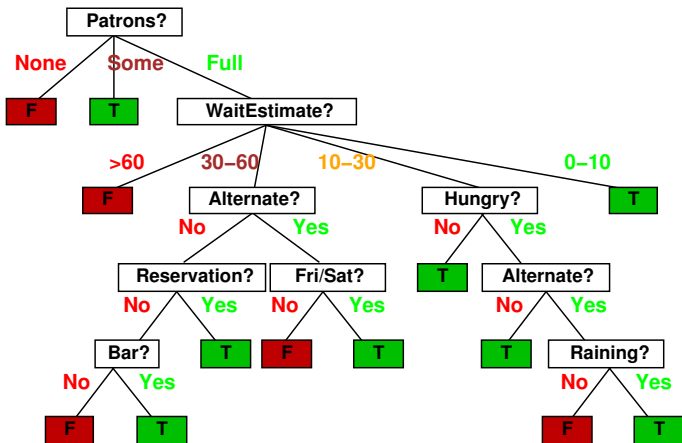 Patrons?
None Some Full
F T WaitEstimate?
>60 30−60 10−30 0−10
F Alternate? Hungry? T
No Yes No Yes
Reservation? Fri/Sat? T Alternate?
No Yes No Yes No Yes
Bar? T F T T Raining?
No Yes No Yes
F T F T